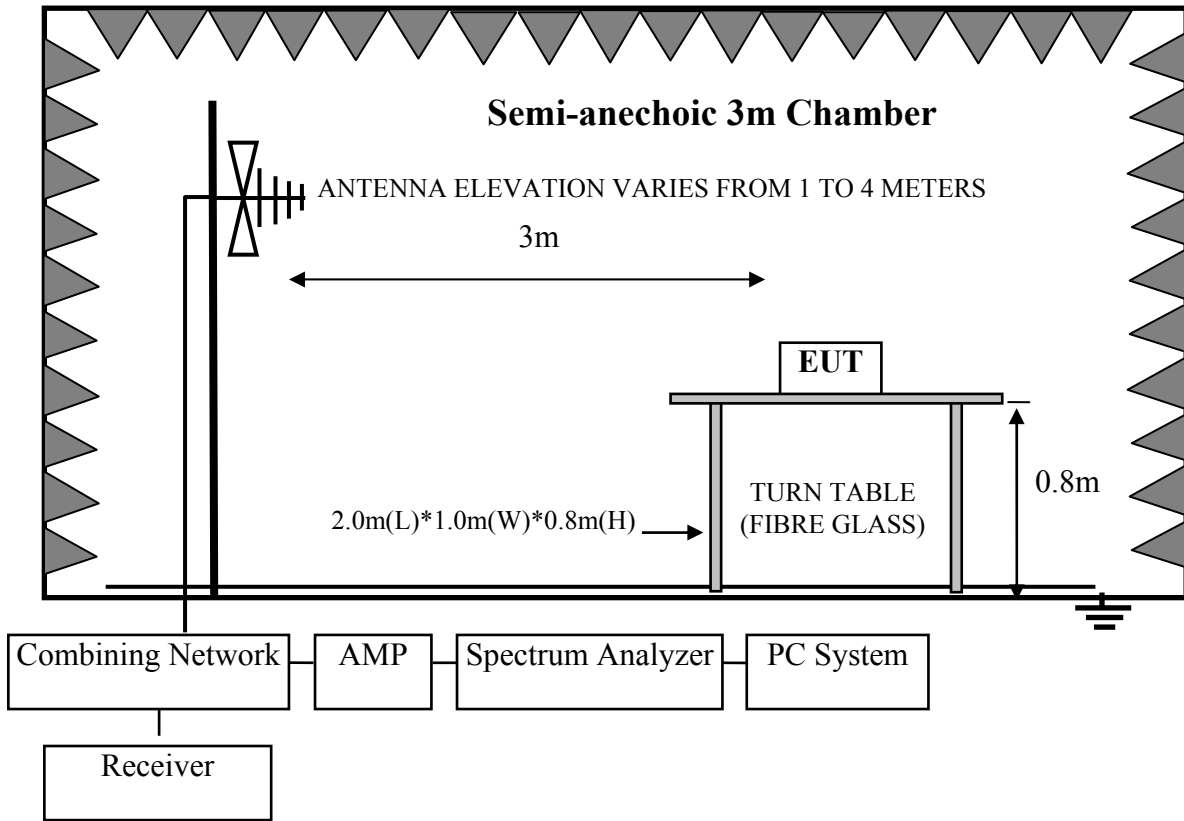 Semi-anechoic 3m Chamber
ANTENNA ELEVATION VARIES FROM 1 TO 4 METERS
3m
EUT
0.8m
TURN TABLE
(FIBRE GLASS)
2.0m(L)*1.0m(W)*0.8m(H)
Combining Network
AMP
Spectrum Analyzer
PC System
Receiver